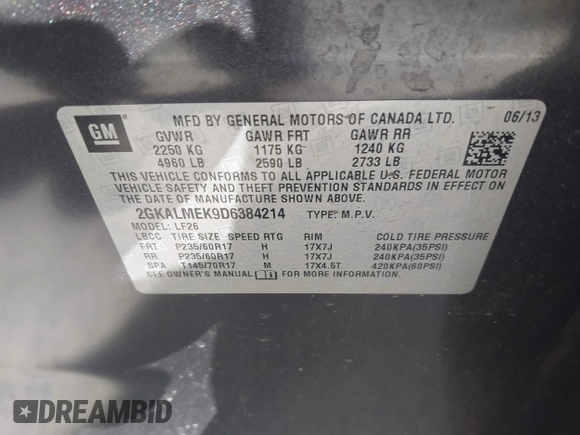 GM
MFD BY GENERAL MOTORS OF CANADA LTD. 06/13
GVWR GAWR FRT GAWR RR
2250 KG 1175 KG 1240 KG
4960 LB 2590 LB 2733 LB
THIS VEHICLE CONFORMS TO ALL APPLICABLE U.S. FEDERAL MOTOR
VEHICLE SAFETY AND THEFT PREVENTION STANDARDS IN EFFECT ON
THE DATE OF MANUFACTURE SHOWN ABOVE.
2GKALMEK9D6384214 TYPE: M.P.V.
MODEL: LF26
LBCC TIRE SIZE SPEED RTG RIM COLD TIRE PRESSURE
FRT P235/60R17 H 17X7J 240KPA(35PSI)
RR P235/60R17 H 17X7J 240KPA(35PSI)
SPA T145/70R17 M 17X4.5T 420KPA(60PSI)
SEE OWNER'S MANUAL FOR MORE INFORMATION
DREAMBID